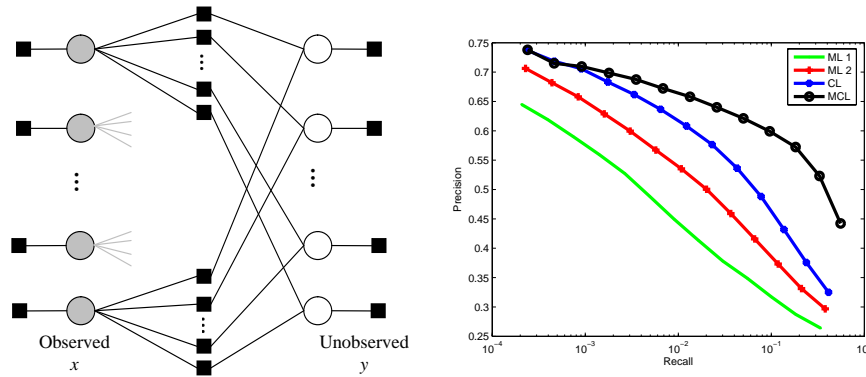 Observed
x
Unobserved
y
0.75
0.7
0.65
0.6
0.55
0.5
0.45
0.4
0.35
0.3
0.25
Precision
10⁻⁴
10⁻³
10⁻²
10⁻¹
10⁰
Recall
ML 1
ML 2
CL
MCL